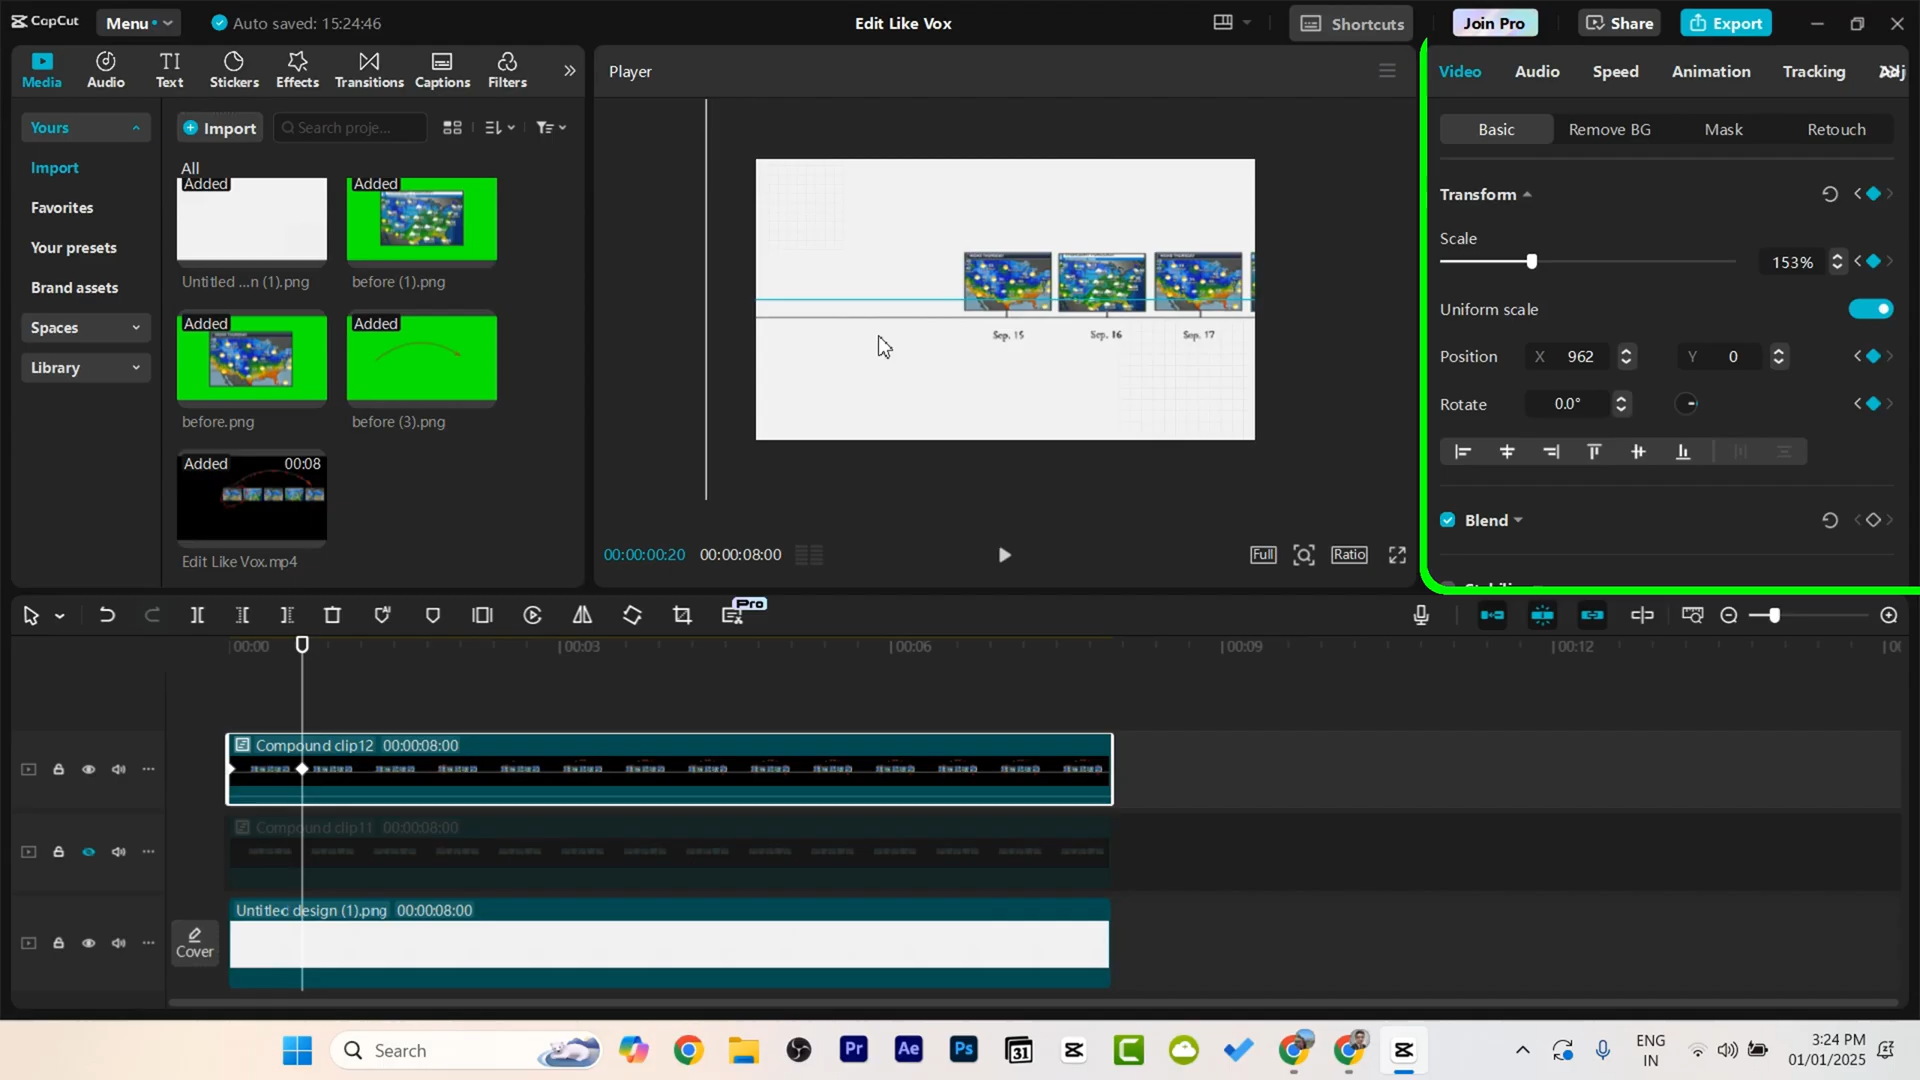 CapCut
Menu
Auto saved: 15:24:46
Edit Like Vox
Shortcuts
Join Pro
Share
Export
Media
Audio
Text
Stickers
Effects
Transitions
Captions
Filters
Player
Video
Audio
Speed
Animation
Tracking
Yours
Import
Favorites
Your presets
Brand assets
Spaces
Library
Import
Search proje...
All
Added
Untitled ...n (1).png
Added
before (1).png
Added
before.png
Added
before (3).png
Added
00:08
Edit Like Vox.mp4
Sep. 15
Sep. 16
Sep. 17
00:00:00:20
00:00:08:00
Full
Ratio
Basic
Remove BG
Mask
Retouch
Transform
Scale
153%
Uniform scale
Position
X 962
Y 0
Rotate
0.0°
Blend
Pro
00:00
00:03
00:06
00:09
00:12
Compound clip12 00:00:08:00
Compound clip11 00:00:08:00
Untitled design (1).png 00:00:08:00
Cover
Search
Pr
Ae
Ps
31
ENG
IN
3:24 PM
01/01/2025